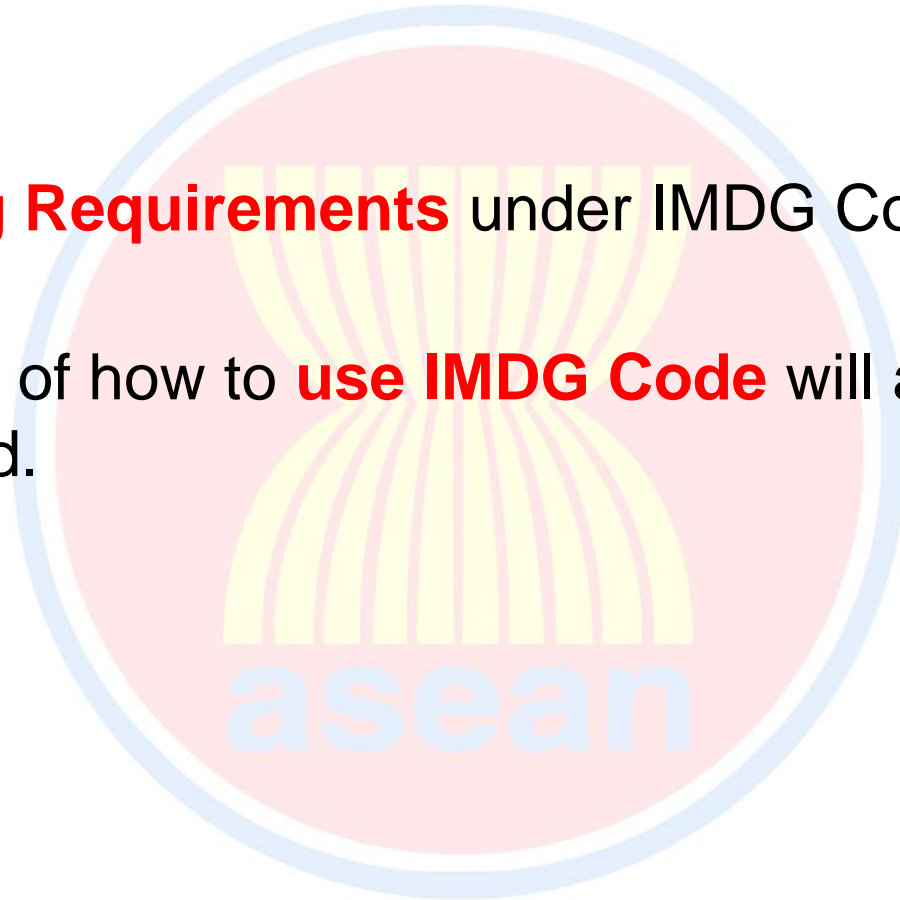 g Requirements under IMDG Co
of how to use IMDG Code will a
d.
asean